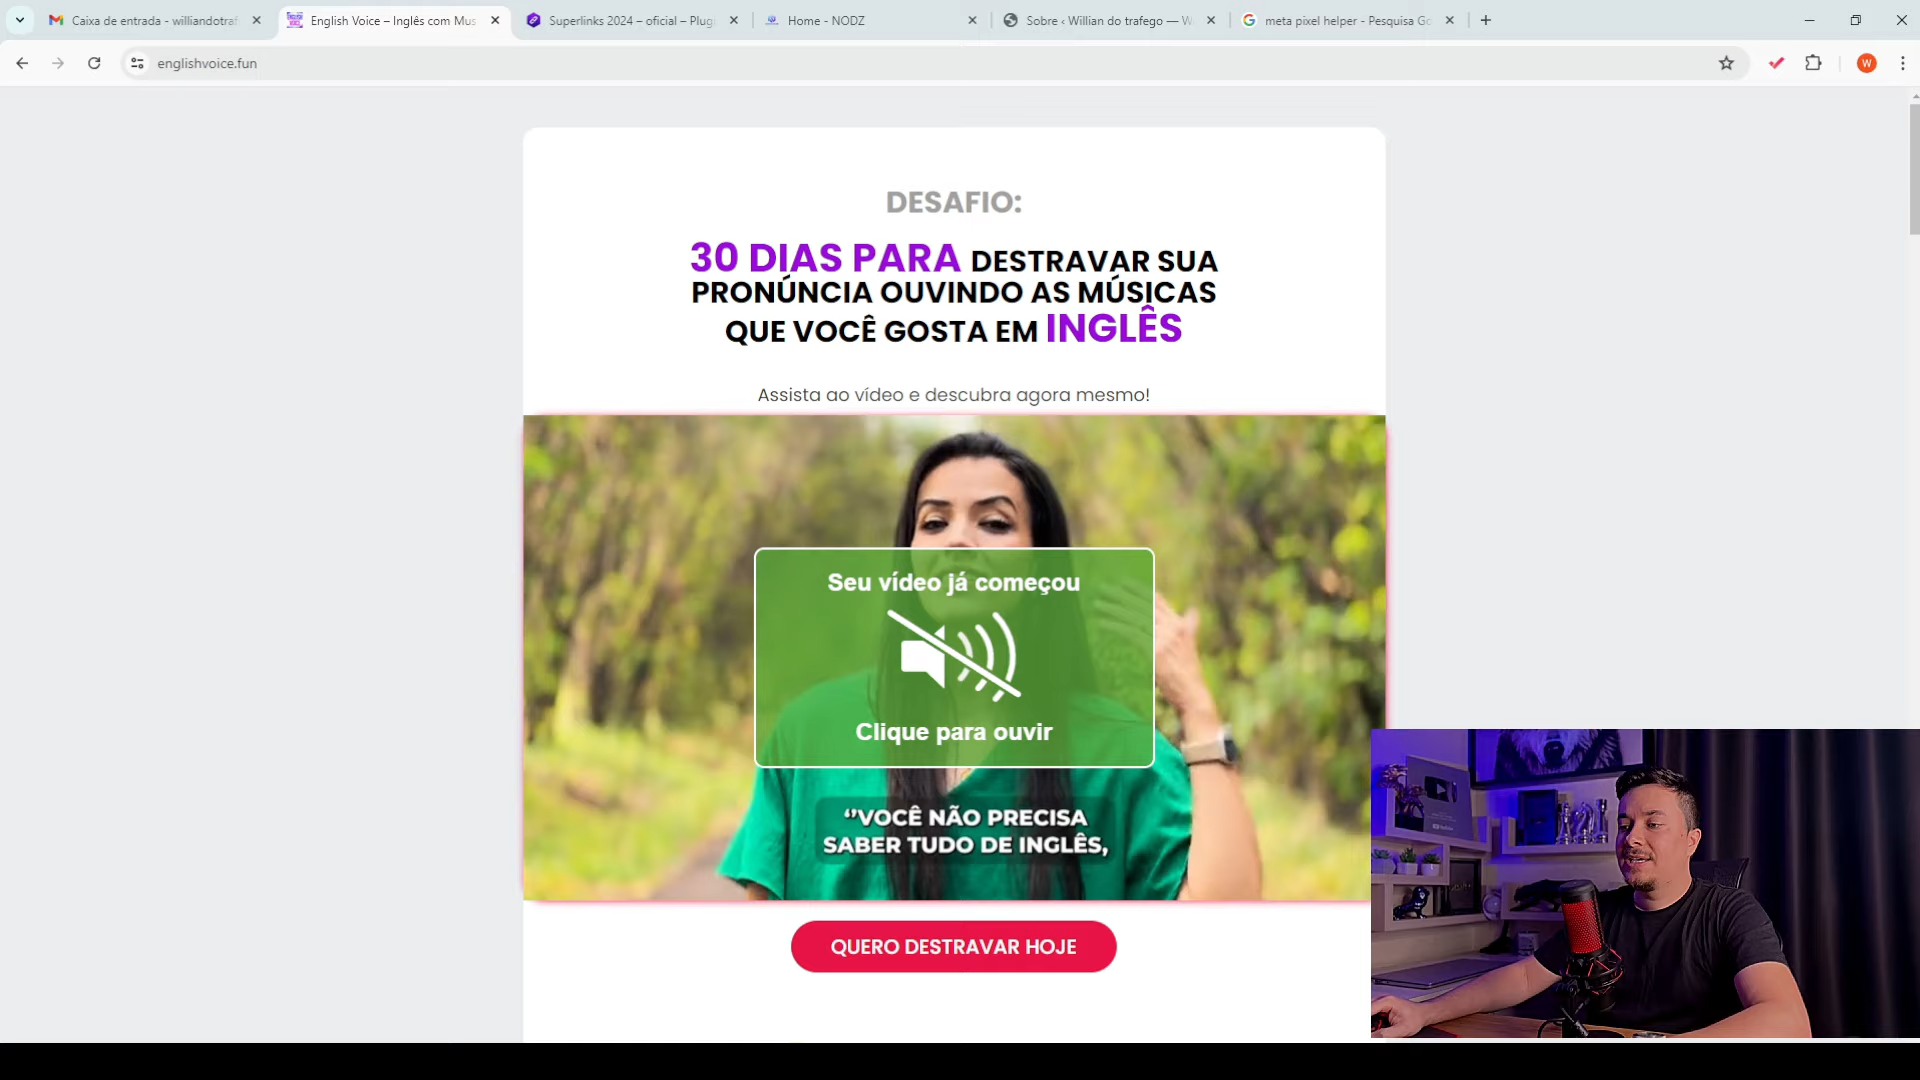 Caixa de entrada - williandotraf
English Voice – Inglês com Mus
Superlinks 2024 – oficial – Plugi
Home - NODZ
Sobre ‹ Willian do trafego — W
meta pixel helper - Pesquisa Go
englishvoice.fun
W
DESAFIO:
30 DIAS PARA DESTRAVAR SUA
PRONÚNCIA OUVINDO AS MÚSICAS
QUE VOCÊ GOSTA EM INGLÊS
Assista ao vídeo e descubra agora mesmo!
Seu vídeo já começou
Clique para ouvir
‘’VOCÊ NÃO PRECISA
SABER TUDO DE INGLÊS,
QUERO DESTRAVAR HOJE